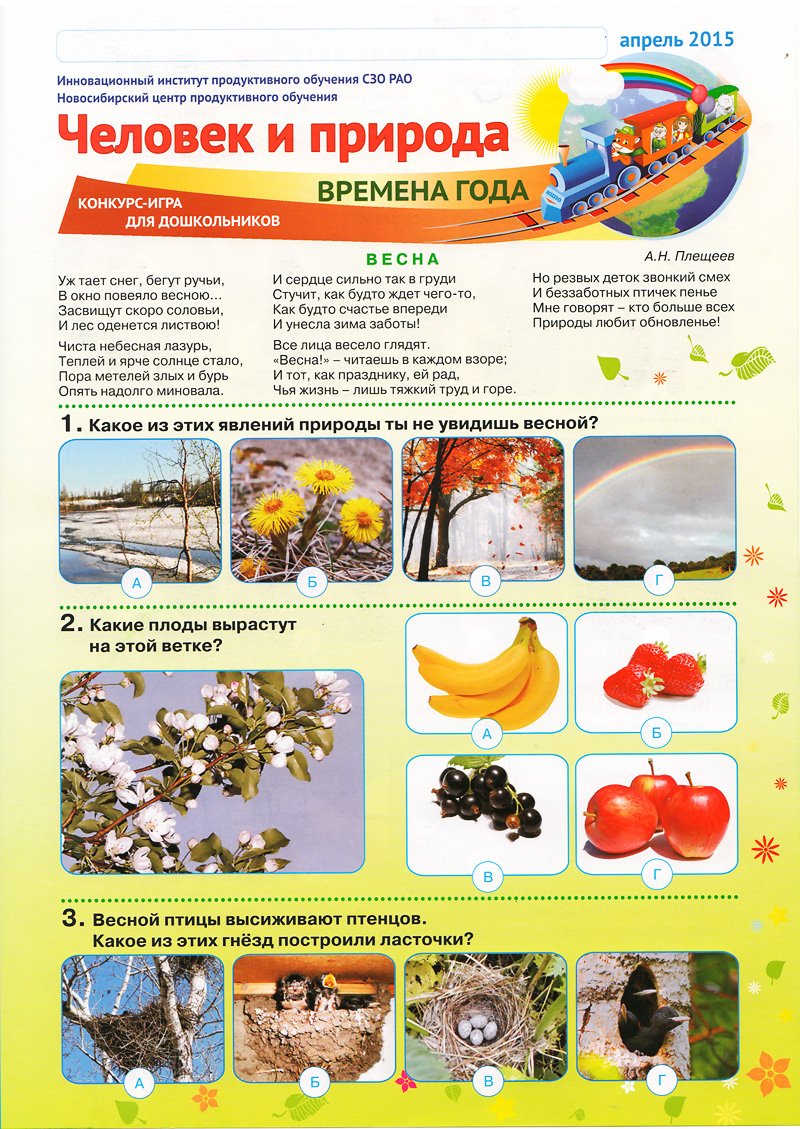 апрель 2015
Инновационный институт продуктивного обучения СЗО РАО
Новосибирский центр продуктивного обучения
Человек и природа
ВРЕМЕНА ГОДА
КОНКУРС-ИГРА
ДЛЯ ДОШКОЛЬНИКОВ
ВЕСНА
А.Н. Плещеев
Уж тает снег, бегут ручьи,
В окно повеяло весною...
Засвищут скоро соловьи,
И лес оденется листвою!
Чиста небесная лазурь,
Теплей и ярче солнце стало,
Пора метелей злых и бурь
Опять надолго миновала.
И сердце сильно так в груди
Стучит, как будто ждет чего-то,
Как будто счастье впереди
И унесла зима заботы!
Все лица весело глядят.
«Весна!» – читаешь в каждом взоре;
И тот, как празднику, ей рад,
Чья жизнь – лишь тяжкий труд и горе.
Но резвых деток звонкий смех
И беззаботных птичек пенье
Мне говорят – кто больше всех
Природы любит обновленье!
1. Какое из этих явлений природы ты не увидишь весной?
А
Б
В
Г
2. Какие плоды вырастут
на этой ветке?
А
Б
В
Г
3. Весной птицы высиживают птенцов.
Какое из этих гнёзд построили ласточки?
А
Б
В
Г